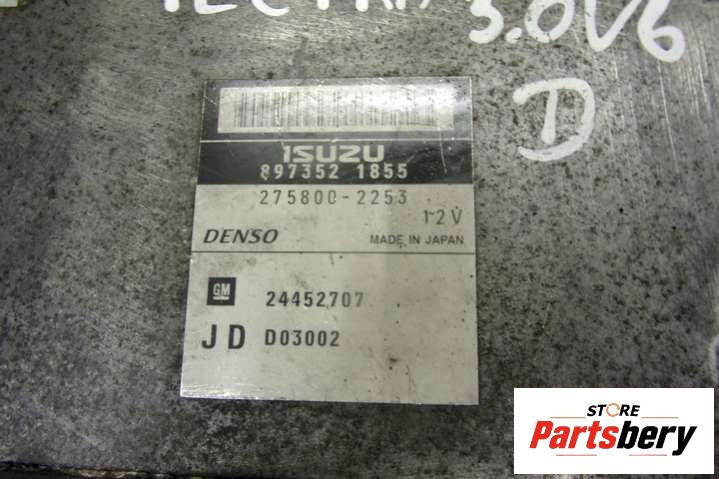 3.0V6
D
ISUZU
897352 1855
275800-2253
12V
DENSO
MADE IN JAPAN
GM
24452707
JD D03002
STORE
Partsbery